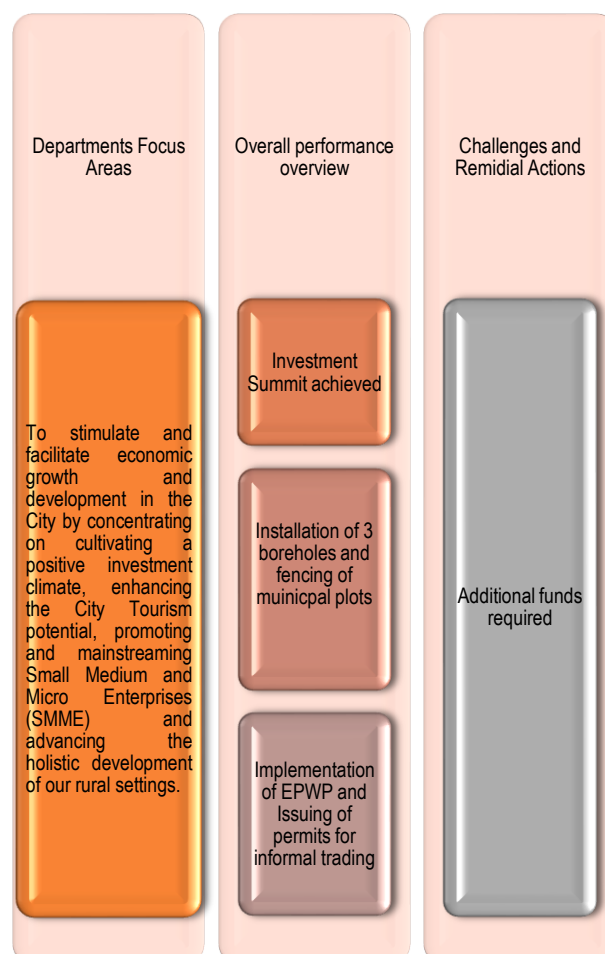 Departments Focus
Areas
To stimulate and
facilitate economic
growth and
development in the
City by concentrating
on cultivating a
positive investment
climate, enhancing
the City Tourism
potential, promoting
and mainstreaming
Small Medium and
Micro Enterprises
(SMME) and
advancing the
holistic development
of our rural settings.
Overall performance
overview
Investment
Summit achieved
Installation of 3
boreholes and
fencing of
muinicpal plots
Implementation
of EPWP and
Issuing of
permits for
informal trading
Challenges and
Remidial Actions
Additional funds
required